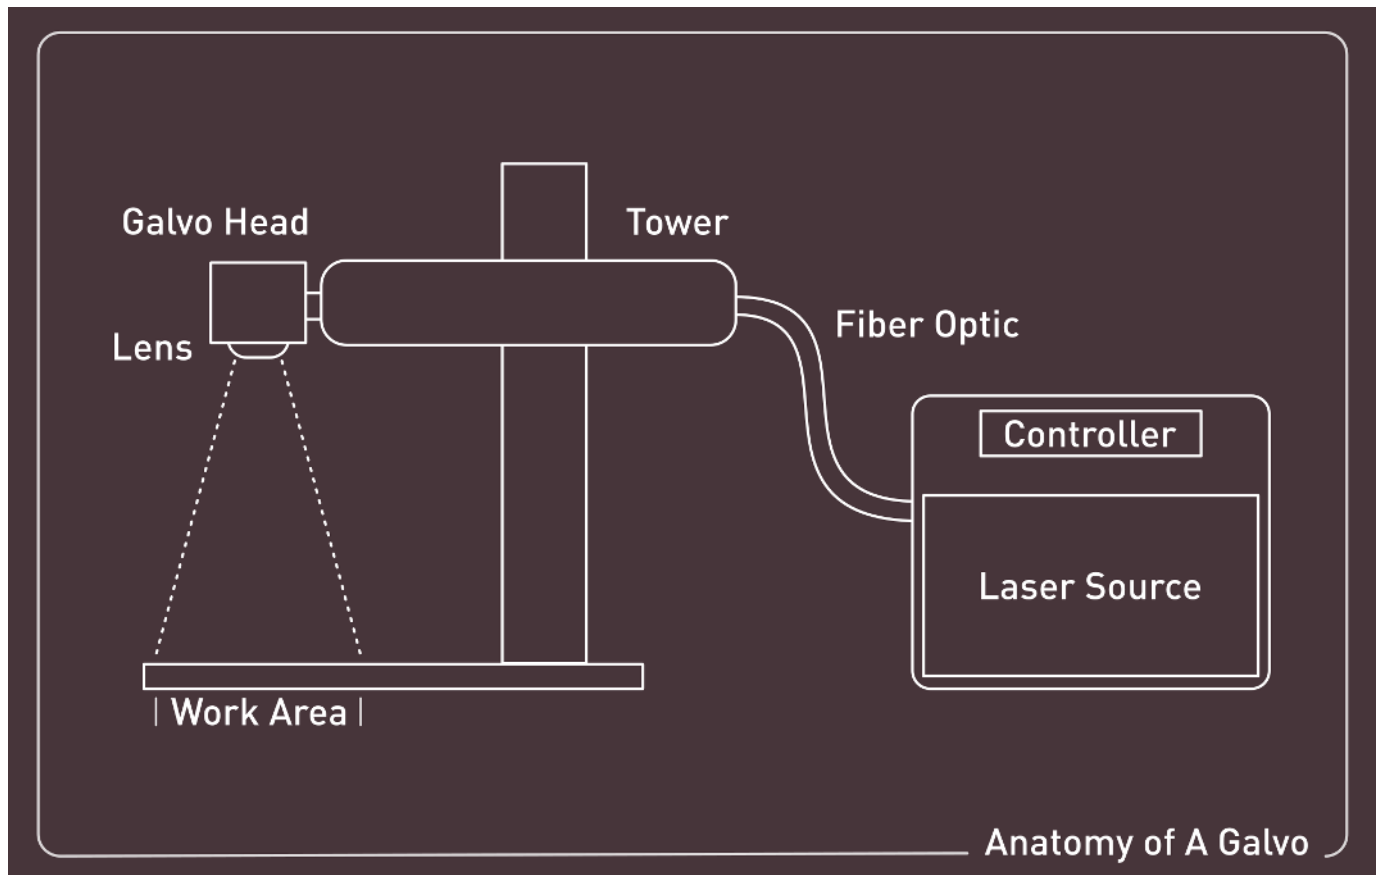 Galvo Head
Tower
Lens
Fiber Optic
Controller
Laser Source
Work Area
Anatomy of A Galvo